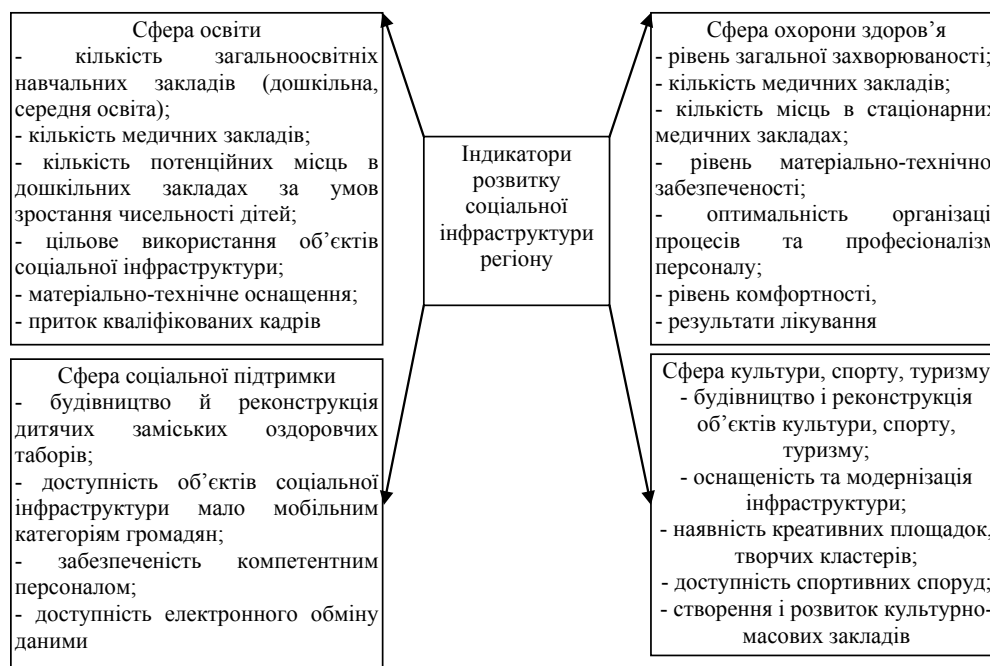 Сфера освіти
- кількість загальноосвітніх
навчальних закладів (дошкільна,
середня освіта);
- кількість медичних закладів;
- кількість потенційних місць в
дошкільних закладах за умов
зростання чисельності дітей;
- цільове використання об’єктів
соціальної інфраструктури;
- матеріально-технічне оснащення;
- приток кваліфікованих кадрів
Індикатори
розвитку
соціальної
інфраструктури
регіону
Сфера охорони здоров’я
- рівень загальної захворюваності;
- кількість медичних закладів;
- кількість місць в стаціонарних
медичних закладах;
- рівень матеріально-технічно
забезпеченості;
- оптимальність організаці
процесів та професіоналізм
персоналу;
- рівень комфортності,
- результати лікування
Сфера соціальної підтримки
- будівництво й реконструкція
дитячих заміських оздоровчих
таборів;
- доступність об’єктів соціальної
інфраструктури мало мобільним
категоріям громадян;
- забезпеченість компетентним
персоналом;
- доступність електронного обміну
даними
Сфера культури, спорту, туризму
- будівництво і реконструкція
об’єктів культури, спорту,
туризму;
- оснащеність та модернізація
інфраструктури;
- наявність креативних площадок,
творчих кластерів;
- доступність спортивних споруд;
- створення і розвиток культурно-
масових закладів